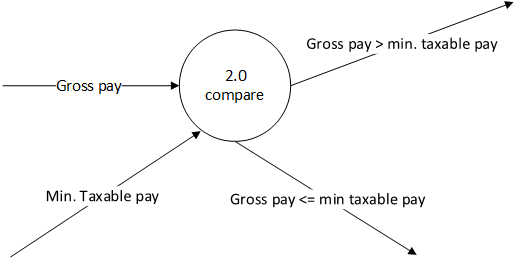 Gross pay > min. taxable pay
2.0
compare
Gross pay
Min. Taxable pay
Gross pay <= min taxable pay